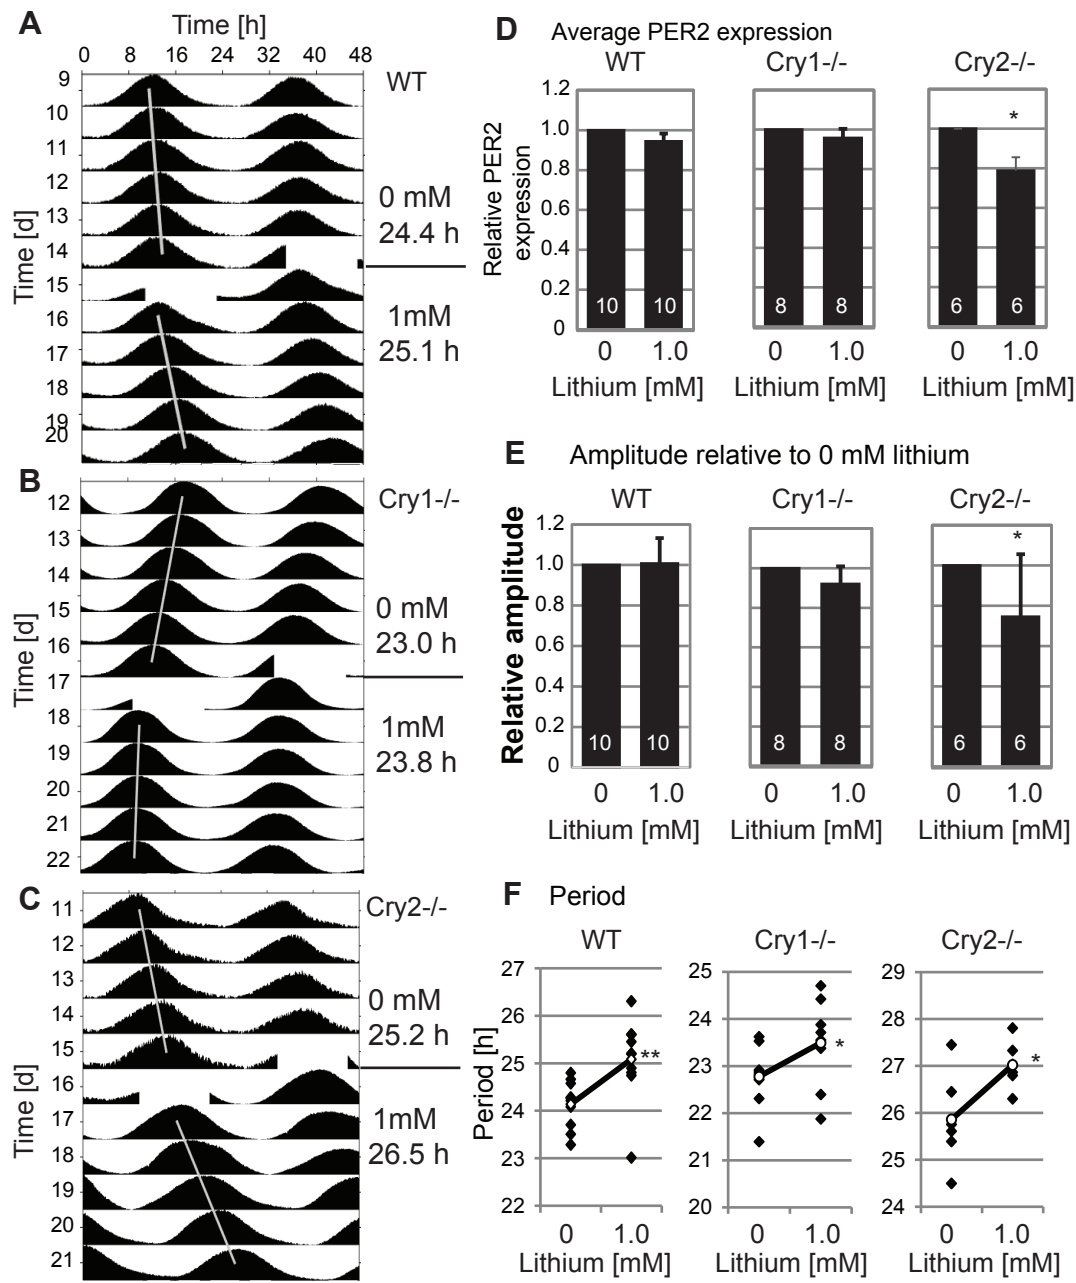 A
Time [h]
0 8 16 24 32 40 48
Time [d]
9
10
11
12
13
14
15
16
17
18
19
20
WT
0 mM
24.4 h
1mM
25.1 h
B
Time [d]
12
13
14
15
16
17
18
19
20
21
22
Cry1-/-
0 mM
23.0 h
1mM
23.8 h
C
Time [d]
11
12
13
14
15
16
17
18
19
20
21
Cry2-/-
0 mM
25.2 h
1mM
26.5 h
D Average PER2 expression
WT Cry1-/- Cry2-/-
Relative PER2
expression
1.2
1.0
0.8
0.6
0.4
0.2
0
*
10 10 8 8 6 6
0 1.0 0 1.0 0 1.0
Lithium [mM] Lithium [mM] Lithium [mM]
E Amplitude relative to 0 mM lithium
WT Cry1-/- Cry2-/-
Relative amplitude
1.2
1.0
0.8
0.6
0.4
0.2
0
*
10 10 8 8 6 6
0 1.0 0 1.0 0 1.0
Lithium [mM] Lithium [mM] Lithium [mM]
F Period
WT Cry1-/- Cry2-/-
Period [h]
27
26
25
24
23
22
**
25
24
23
22
21
20
*
29
28
27
26
25
24
*
0 1.0 0 1.0 0 1.0
Lithium [mM] Lithium [mM] Lithium [mM]